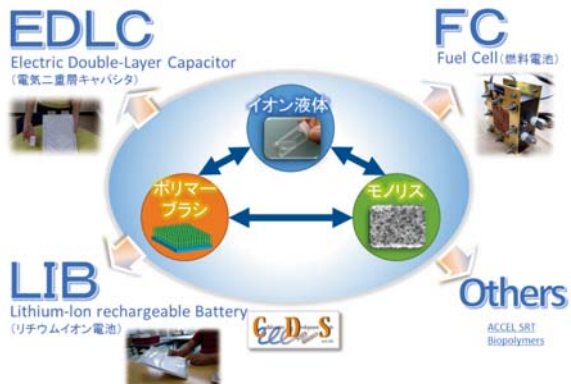 EDLC
Electric Double-Layer Capacitor
（電気二重層キャパシタ）
FC
Fuel Cell（燃料電池）
イオン液体
ポリマー
ブラシ
モノリス
LIB
Lithium-Ion rechargeable Battery
（リチウムイオン電池）
Others
ACCEL SRT
Biopolymers